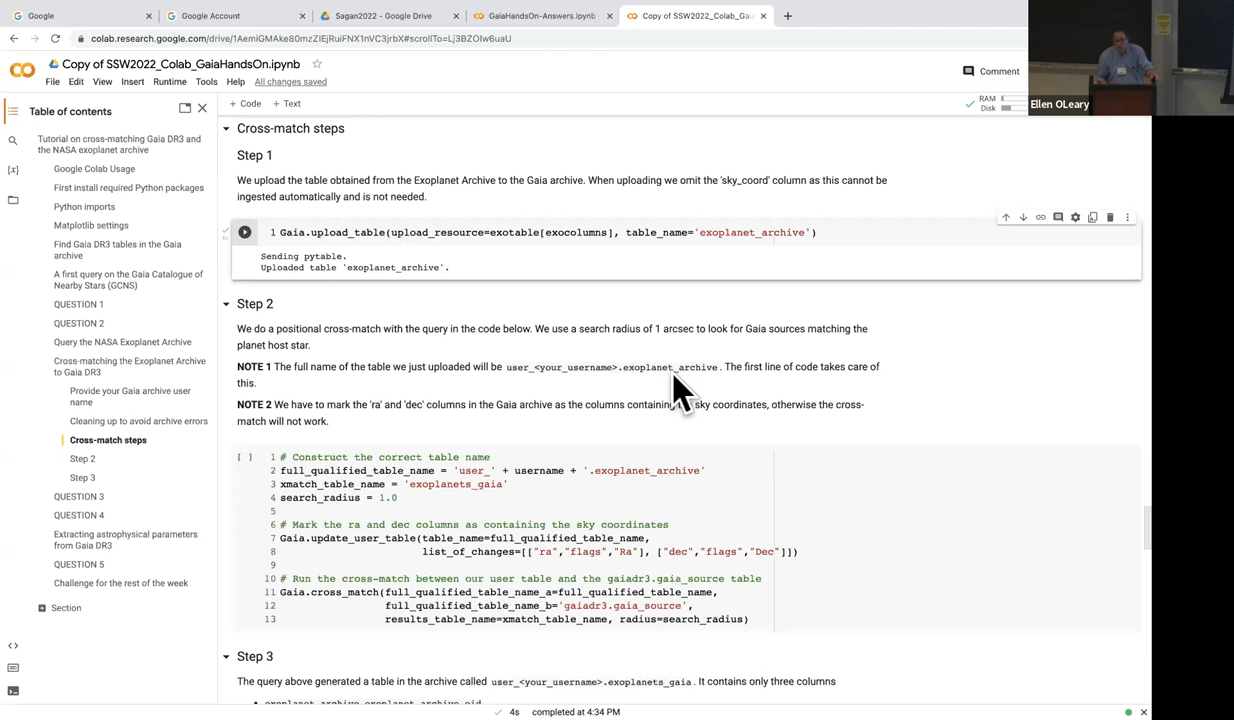 Google
Google Account
Sagan2022 - Google Drive
GaiaHandsOn-Answers.ipynb -
Copy of SSW2022_Colab_Gai
colab.research.google.com/drive/1AemiGMAke80mzZIEjRuiFNX1nVC3jrbX#scrollTo=Lj3BZOIw6uaU
Copy of SSW2022_Colab_GaiaHandsOn.ipynb
File Edit View Insert Runtime Tools Help All changes saved
Comment
Ellen OLeary
+ Code + Text
RAM
Disk
Table of contents
Tutorial on cross-matching Gaia DR3 and
the NASA exoplanet archive
Google Colab Usage
First install required Python packages
Python imports
Matplotlib settings
Find Gaia DR3 tables in the Gaia
archive
A first query on the Gaia Catalogue of
Nearby Stars (GCNS)
QUESTION 1
QUESTION 2
Query the NASA Exoplanet Archive
Cross-matching the Exoplanet Archive
to Gaia DR3
Provide your Gaia archive user
name
Cleaning up to avoid archive errors
Cross-match steps
Step 2
Step 3
QUESTION 3
QUESTION 4
Extracting astrophysical parameters
from Gaia DR3
QUESTION 5
Challenge for the rest of the week
Section
Cross-match steps
Step 1
We upload the table obtained from the Exoplanet Archive to the Gaia archive. When uploading we omit the 'sky_coord' column as this cannot be
ingested automatically and is not needed.
1 Gaia.upload_table(upload_resource=exotable[exocolumns], table_name='exoplanet_archive')
Sending pytable.
Uploaded table 'exoplanet_archive'.
Step 2
We do a positional cross-match with the query in the code below. We use a search radius of 1 arcsec to look for Gaia sources matching the
planet host star.
NOTE 1 The full name of the table we just uploaded will be user_<your_username>.exoplanet_archive. The first line of code takes care of
this.
NOTE 2 We have to mark the 'ra' and 'dec' columns in the Gaia archive as the columns containing sky coordinates, otherwise the cross-
match will not work.
[ ] 1 # Construct the correct table name
2 full_qualified_table_name = 'user_' + username + '.exoplanet_archive'
3 xmatch_table_name = 'exoplanets_gaia'
4 search_radius = 1.0
5
6 # Mark the ra and dec columns as containing the sky coordinates
7 Gaia.update_user_table(table_name=full_qualified_table_name,
8 list_of_changes=[["ra","flags","Ra"], ["dec","flags","Dec"]])
9
10 # Run the cross-match between our user table and the gaiadr3.gaia_source table
11 Gaia.cross_match(full_qualified_table_name_a=full_qualified_table_name,
12 full_qualified_table_name_b='gaiadr3.gaia_source',
13 results_table_name=xmatch_table_name, radius=search_radius)
Step 3
The query above generated a table in the archive called user_<your_username>.exoplanets_gaia. It contains only three columns
4s completed at 4:34 PM